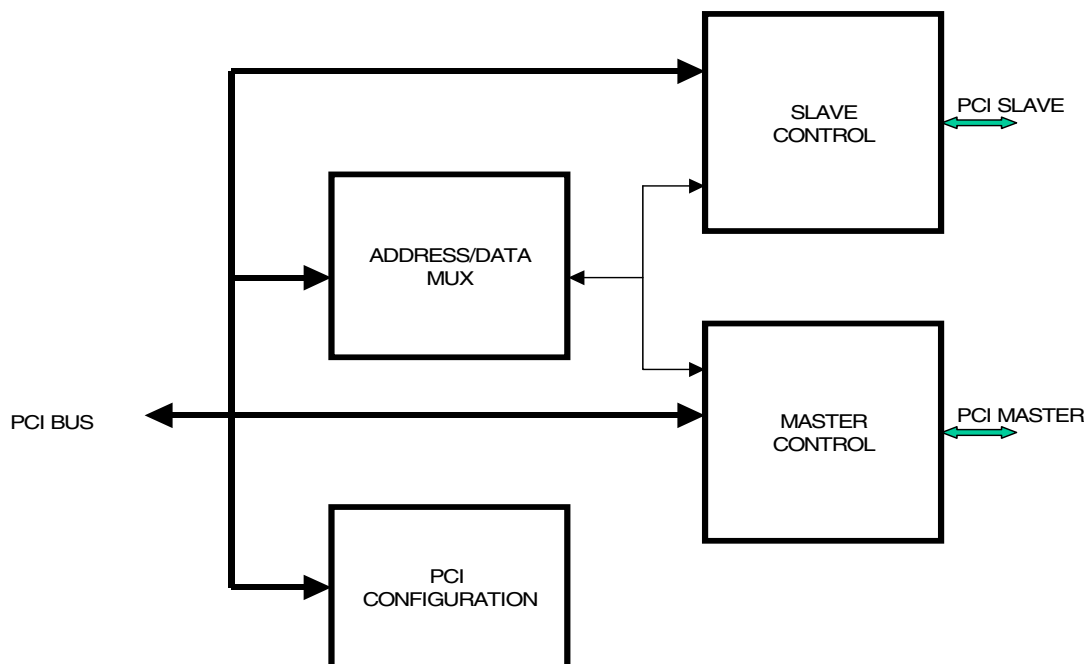 SLAVE
CONTROL
PCI SLAVE
ADDRESS/DATA
MUX
PCI BUS
MASTER
CONTROL
PCI MASTER
PCI
CONFIGURATION